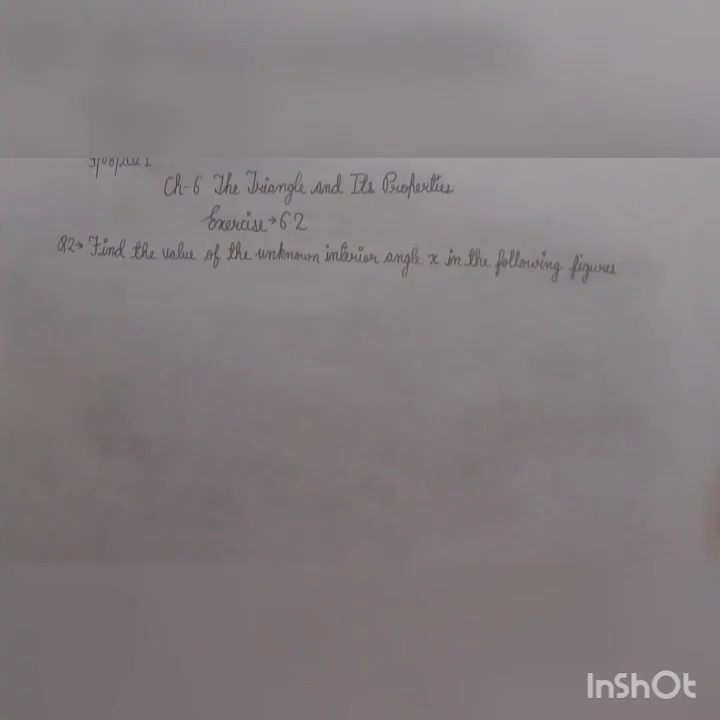 Ch-6 The Triangle and Its Properties
Exercise→6.2
Q2→ Find the value of the unknown interior angle x in the following figures
InShOt